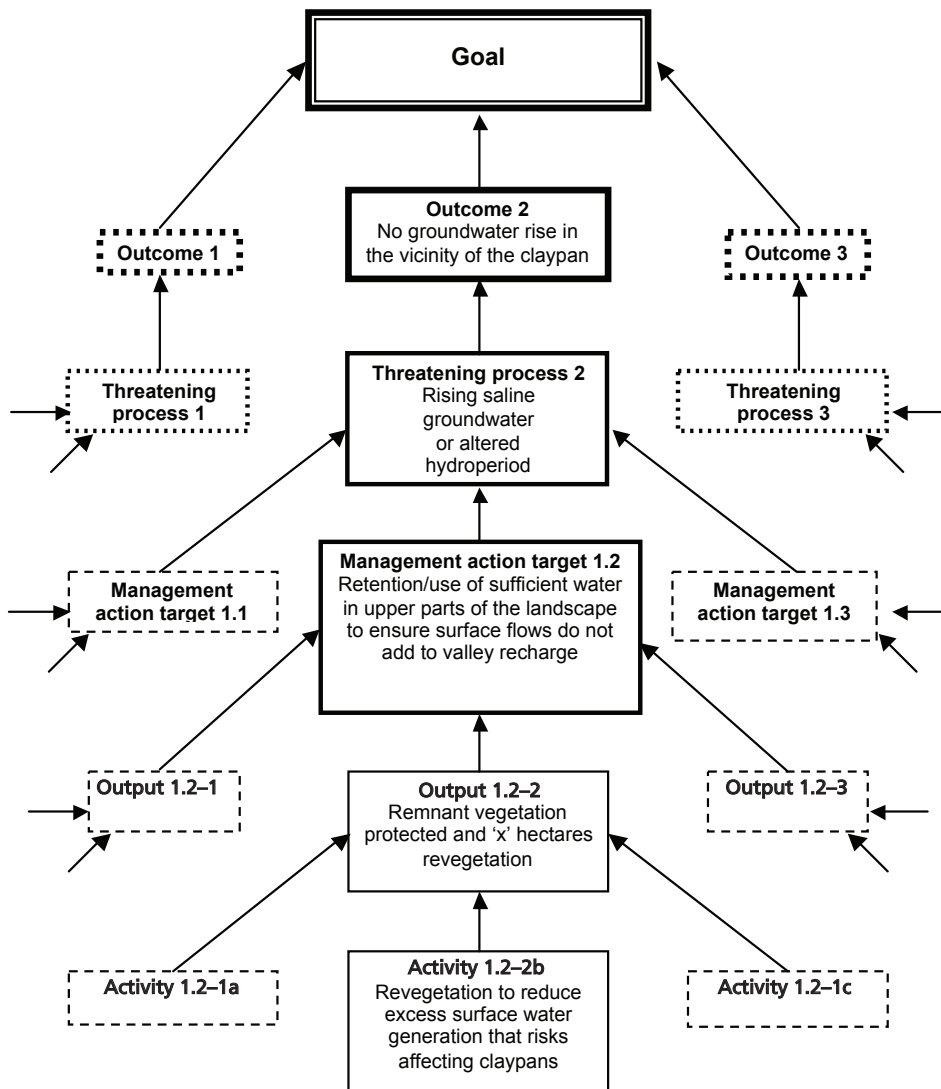 Goal
Outcome 2
No groundwater rise in
the vicinity of the claypan
Outcome 1
Outcome 3
Threatening process 2
Rising saline
groundwater
or altered
hydroperiod
Threatening
process 1
Threatening
process 3
Management action target 1.2
Retention/use of sufficient water
in upper parts of the landscape
to ensure surface flows do not
add to valley recharge
Management
action target 1.1
Management
action target 1.3
Output 1.2–1
Output 1.2–2
Remnant vegetation
protected and ‘x’ hectares
revegetation
Output 1.2–3
Activity 1.2–1a
Activity 1.2–2b
Revegetation to reduce
excess surface water
generation that risks
affecting claypans
Activity 1.2–1c